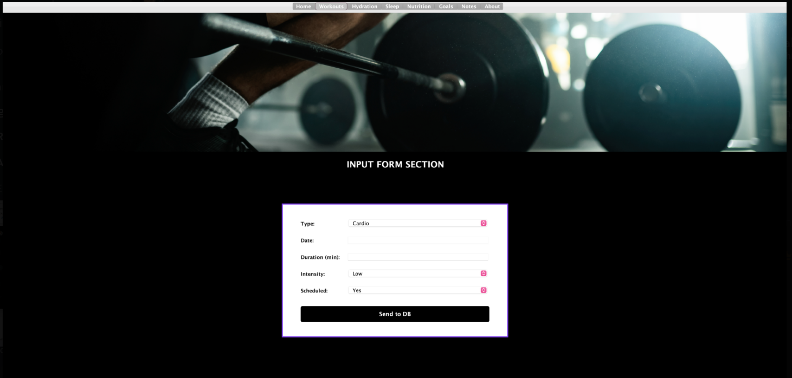 Home Workouts Hydration Sleep Nutrition Goals Notes About
INPUT FORM SECTION
Type: Cardio
Date:
Duration (min):
Intensity: Low
Scheduled: Yes
Send to DB